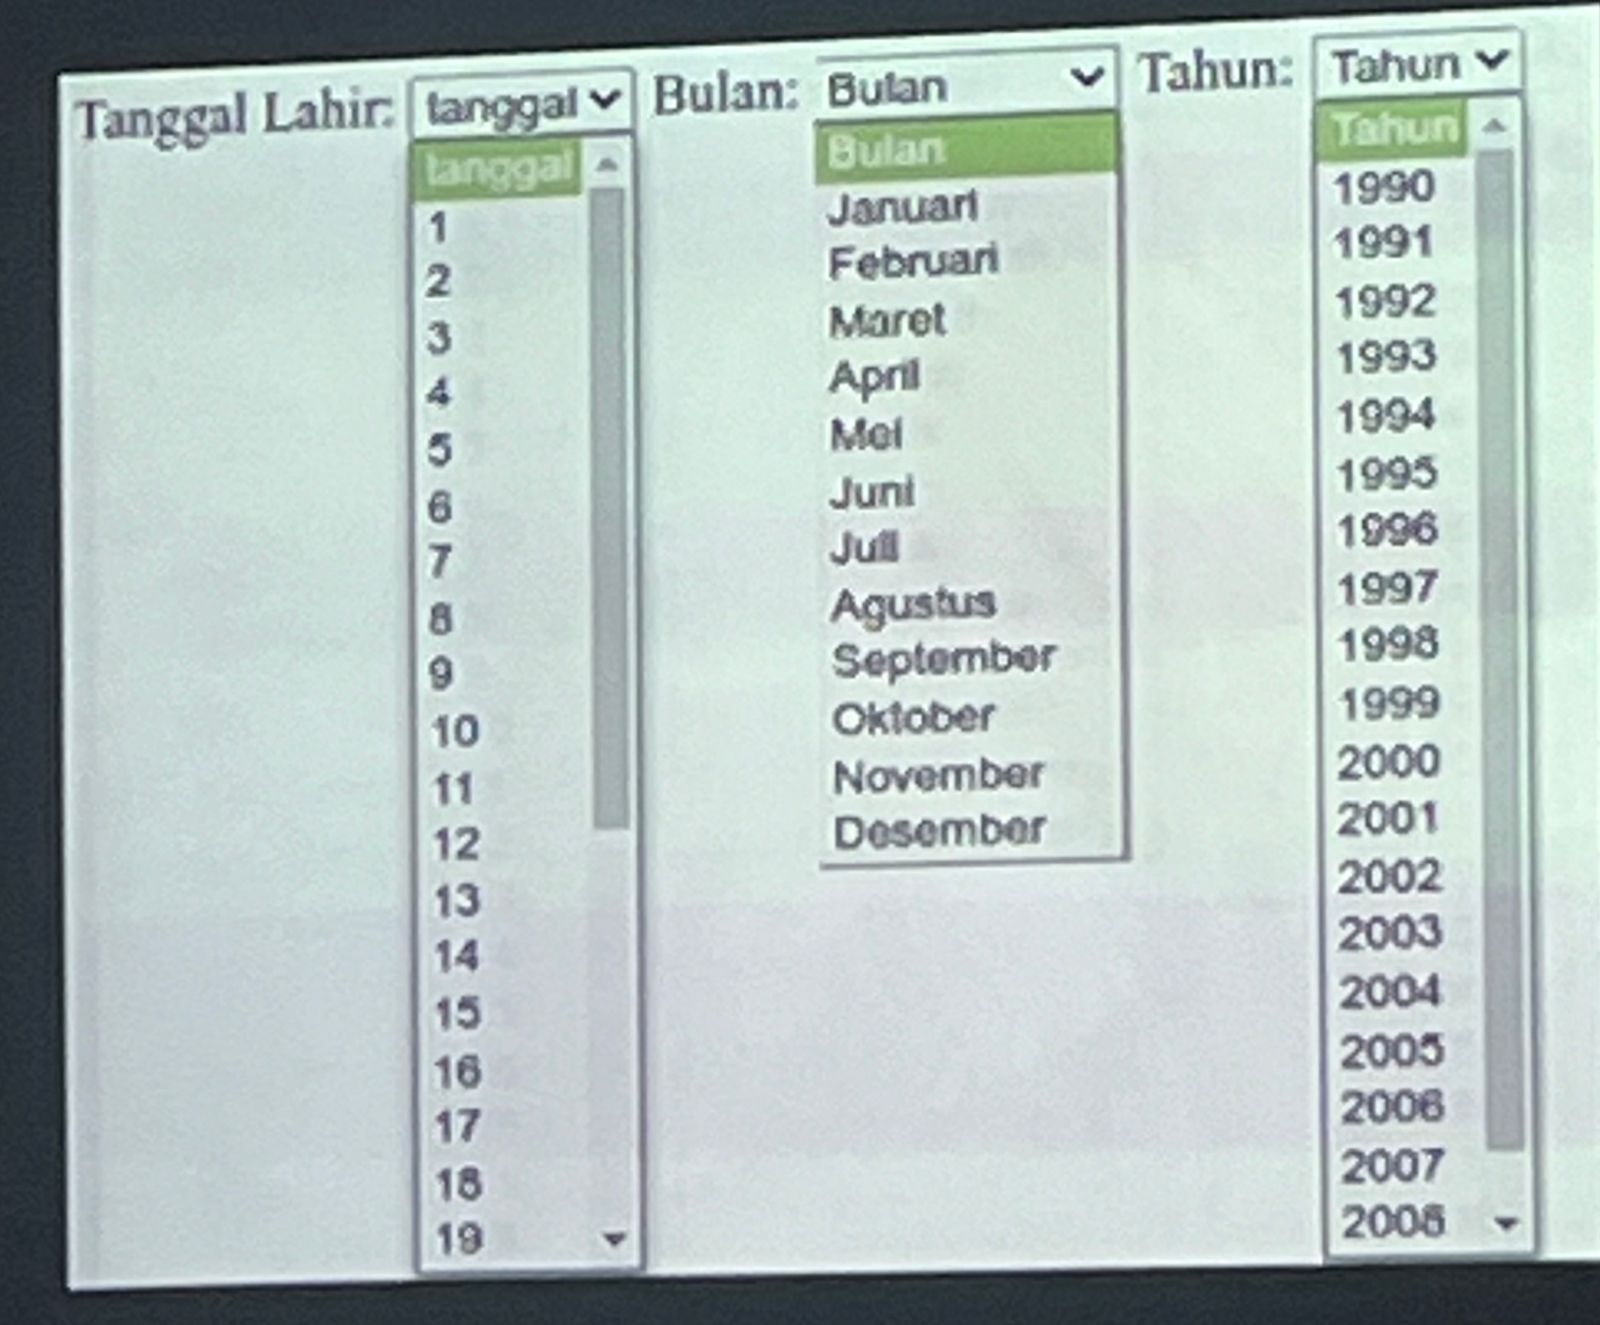 Tanggal Lahir: tanggal Bulan: Bulan Tahun: Tahun
tanggal
1
2
3
4
5
6
7
8
9
10
11
12
13
14
15
16
17
18
19
Bulan
Januari
Februari
Maret
April
Mei
Juni
Juli
Agustus
September
Oktober
November
Desember
Tahun
1990
1991
1992
1993
1994
1995
1996
1997
1998
1999
2000
2001
2002
2003
2004
2005
2006
2007
2008